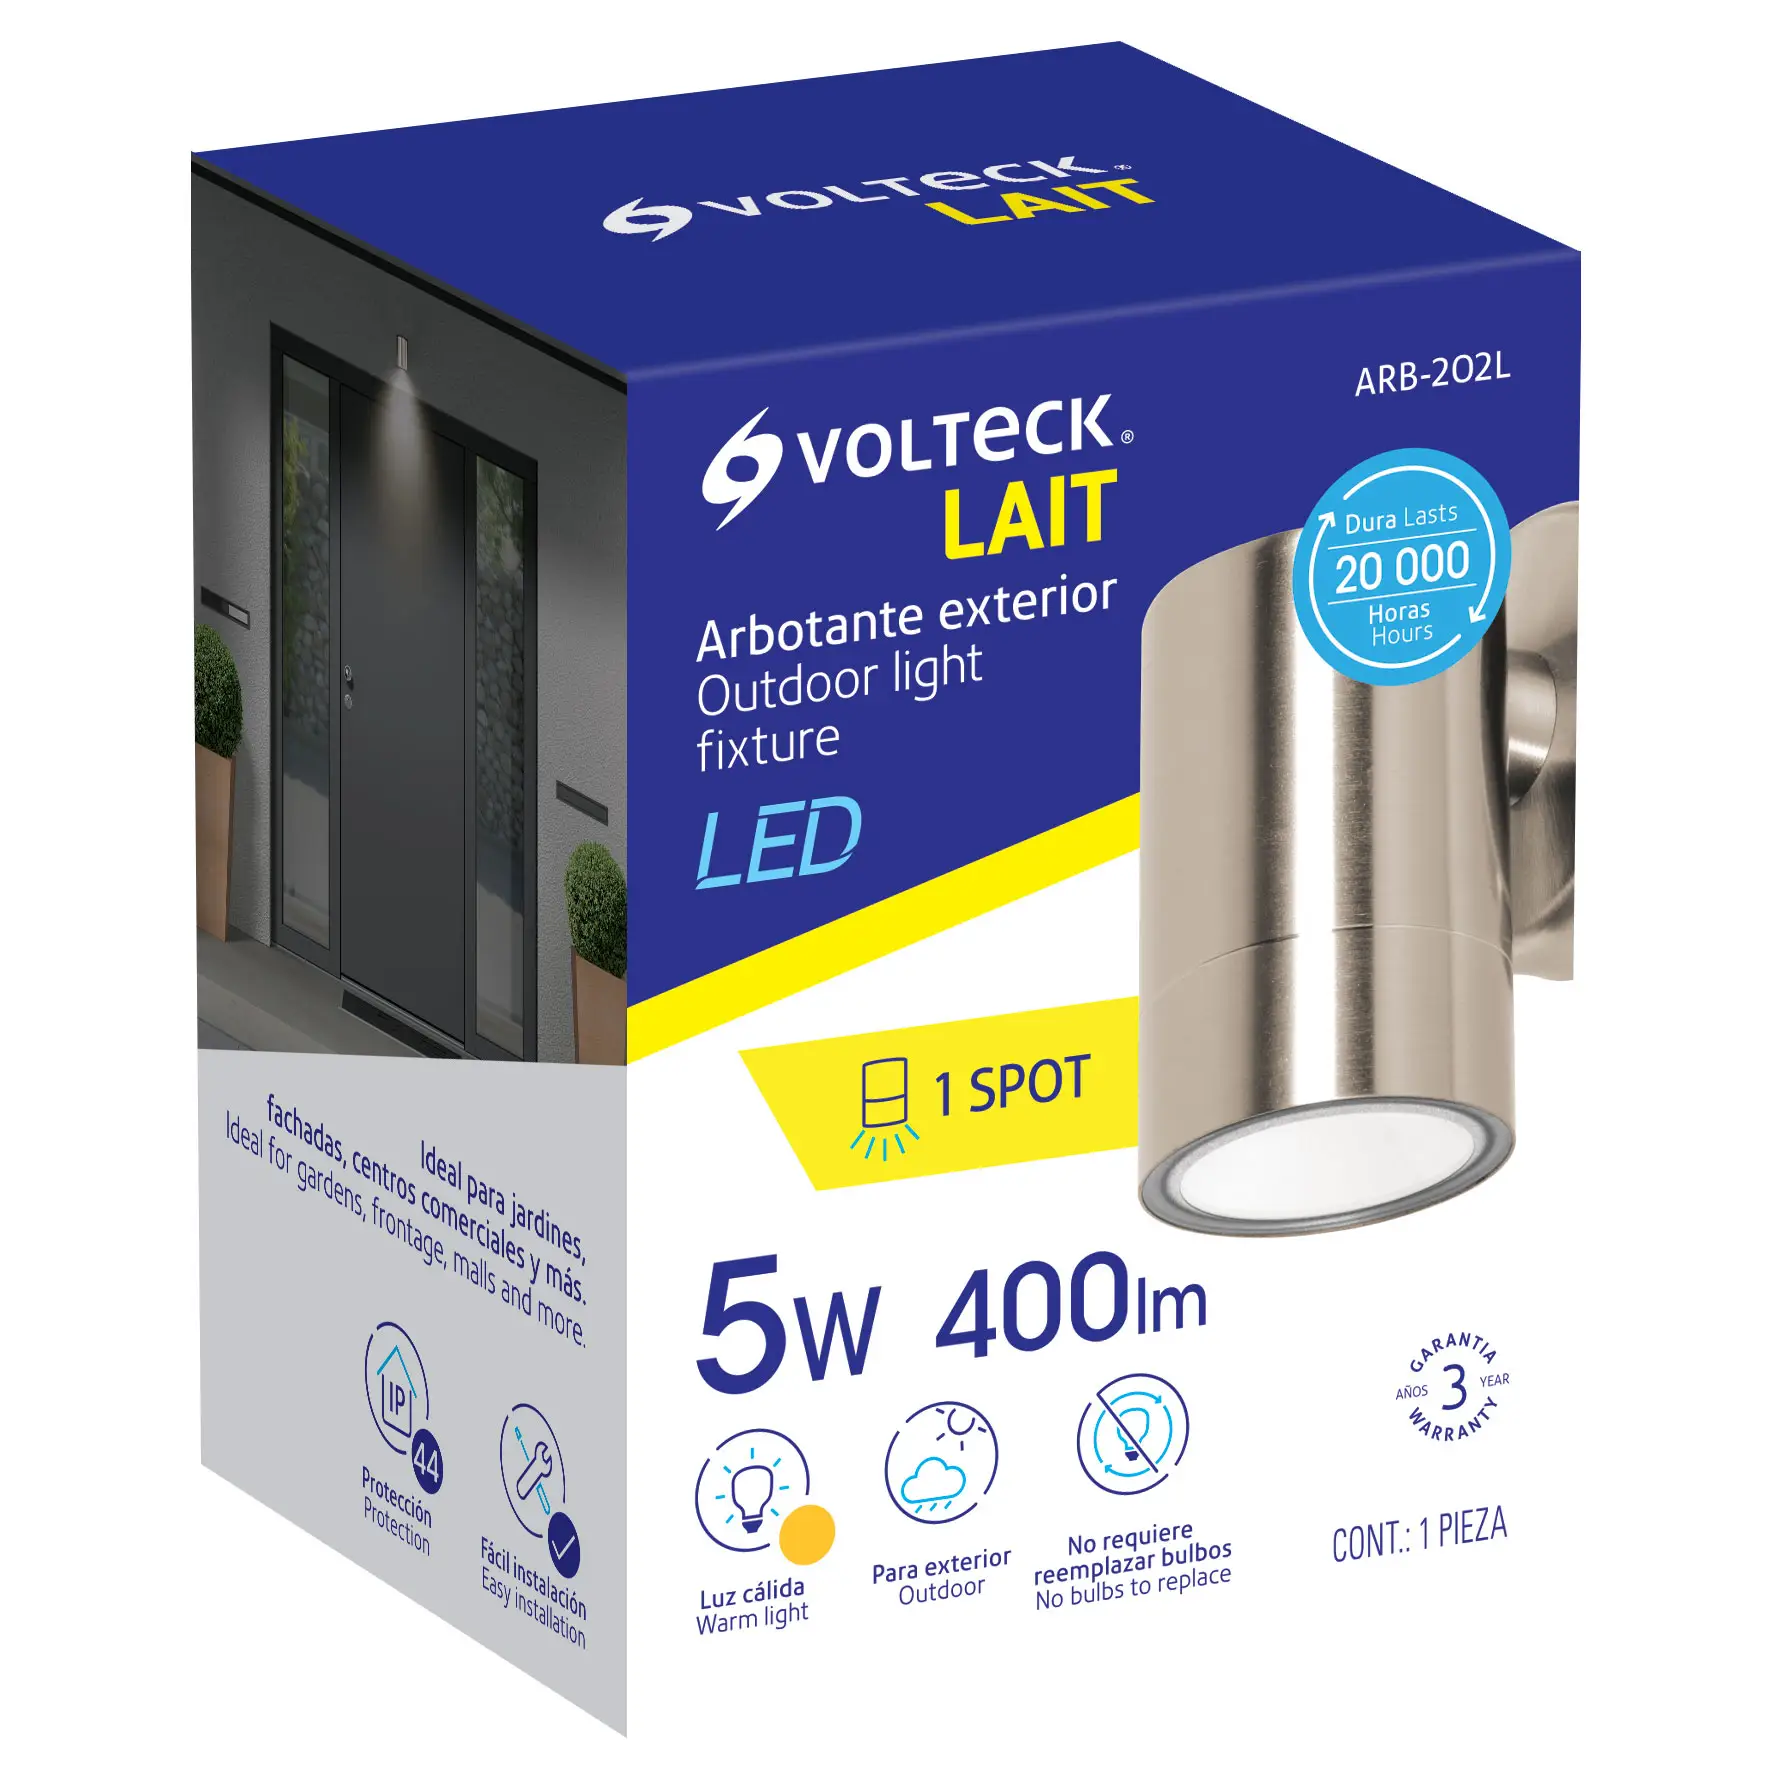 VOLTECK®
LAIT
ARB-202L
VOLTECK®
LAIT
Arbotante exterior
Outdoor light
fixture
LED
Dura Lasts
20 000
Horas
Hours
1 SPOT
5W 400lm
Luz cálida
Warm light
Para exterior
Outdoor
No requiere
reemplazar bulbos
No bulbs to replace
GARANTIA
AÑOS 3 YEAR
WARRANTY
CONT.: 1 PIEZA
Ideal para jardines,
fachadas, centros comerciales y más.
Ideal for gardens, frontage, malls and more.
IP
44
Protección
Protection
Fácil instalación
Easy installation